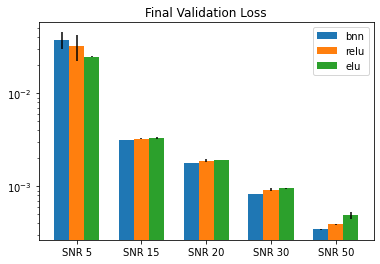 Final Validation Loss
bnn
relu
elu
10⁻²
10⁻³
SNR 5 SNR 15 SNR 20 SNR 30 SNR 50